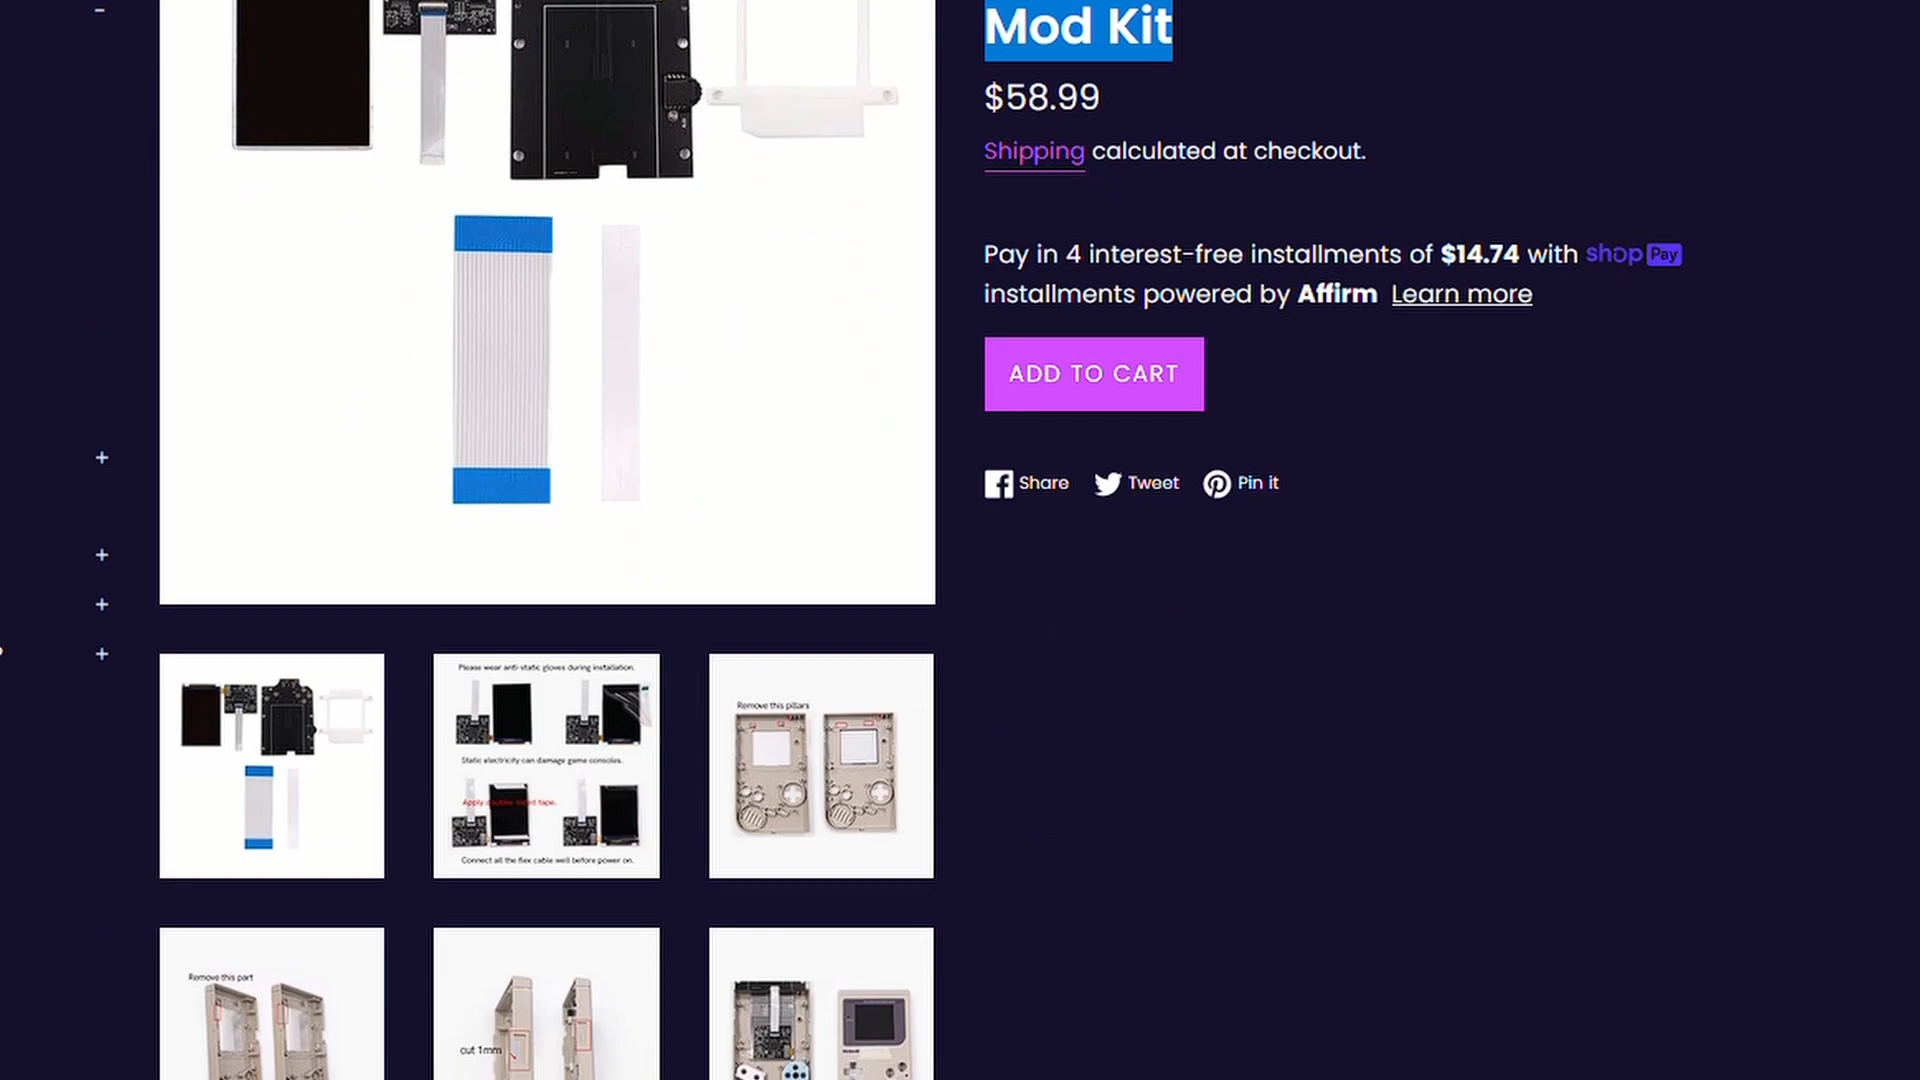 Mod Kit
$58.99
Shipping calculated at checkout.
Pay in 4 interest-free installments of $14.74 with shop Pay
installments powered by Affirm Learn more
ADD TO CART
Share Tweet Pin it
Please wear anti-static gloves during installation.
Static electricity can damage game consoles.
Apply double-sided tape.
Connect all the flex cable well before power on.
Remove this pillars
Remove this part
cut 1mm